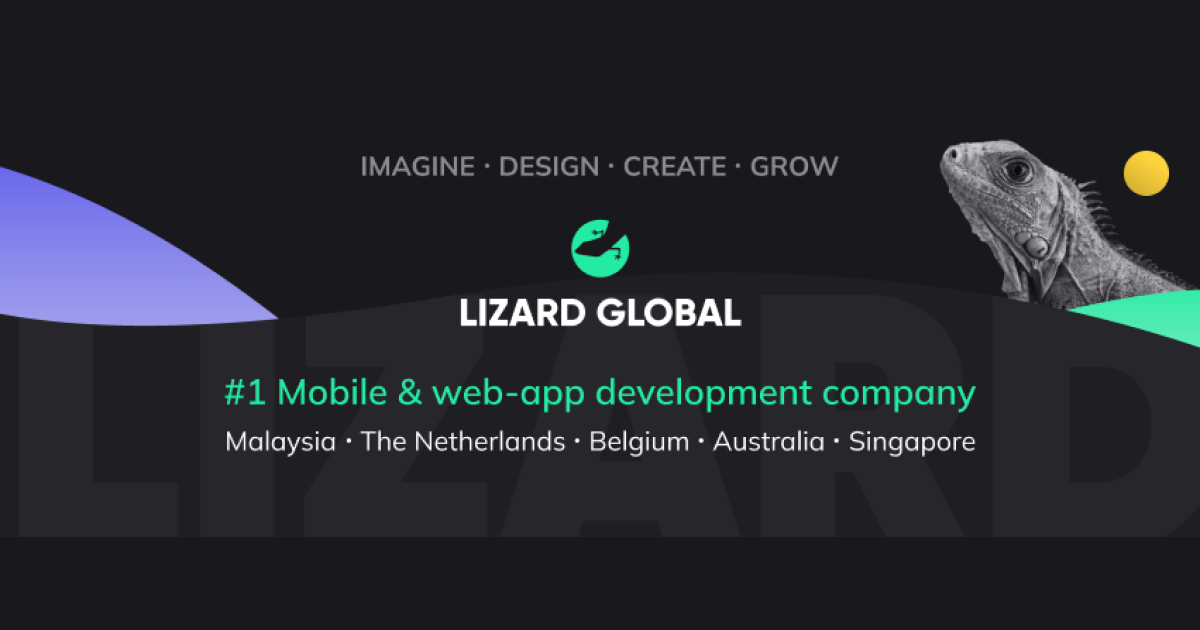 IMAGINE · DESIGN · CREATE · GROW
LIZARD GLOBAL
#1 Mobile & web-app development company
Malaysia · The Netherlands · Belgium · Australia · Singapore
LIZARD